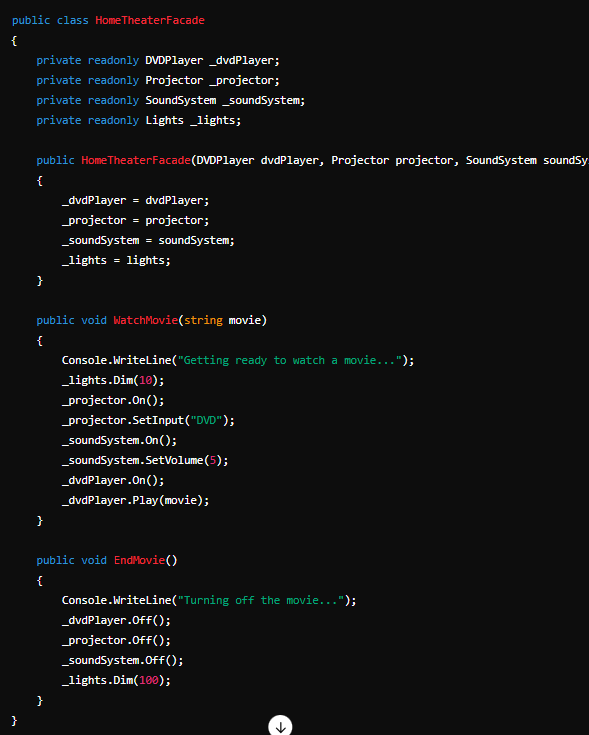 public class HomeTheaterFacade
{
    private readonly DVDPlayer _dvdPlayer;
    private readonly Projector _projector;
    private readonly SoundSystem _soundSystem;
    private readonly Lights _lights;

    public HomeTheaterFacade(DVDPlayer dvdPlayer, Projector projector, SoundSystem soundSy
    {
        _dvdPlayer = dvdPlayer;
        _projector = projector;
        _soundSystem = soundSystem;
        _lights = lights;
    }

    public void WatchMovie(string movie)
    {
        Console.WriteLine("Getting ready to watch a movie...");
        _lights.Dim(10);
        _projector.On();
        _projector.SetInput("DVD");
        _soundSystem.On();
        _soundSystem.SetVolume(5);
        _dvdPlayer.On();
        _dvdPlayer.Play(movie);
    }

    public void EndMovie()
    {
        Console.WriteLine("Turning off the movie...");
        _dvdPlayer.Off();
        _projector.Off();
        _soundSystem.Off();
        _lights.Dim(100);
    }
}